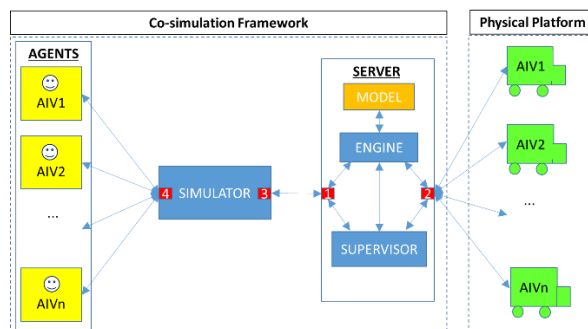 Co-simulation Framework
Physical Platform
AGENTS
AIV1
AIV2
...
AIVn
4 SIMULATOR 3
SERVER
MODEL
ENGINE
1
2
SUPERVISOR
AIV1
AIV2
...
AIVn